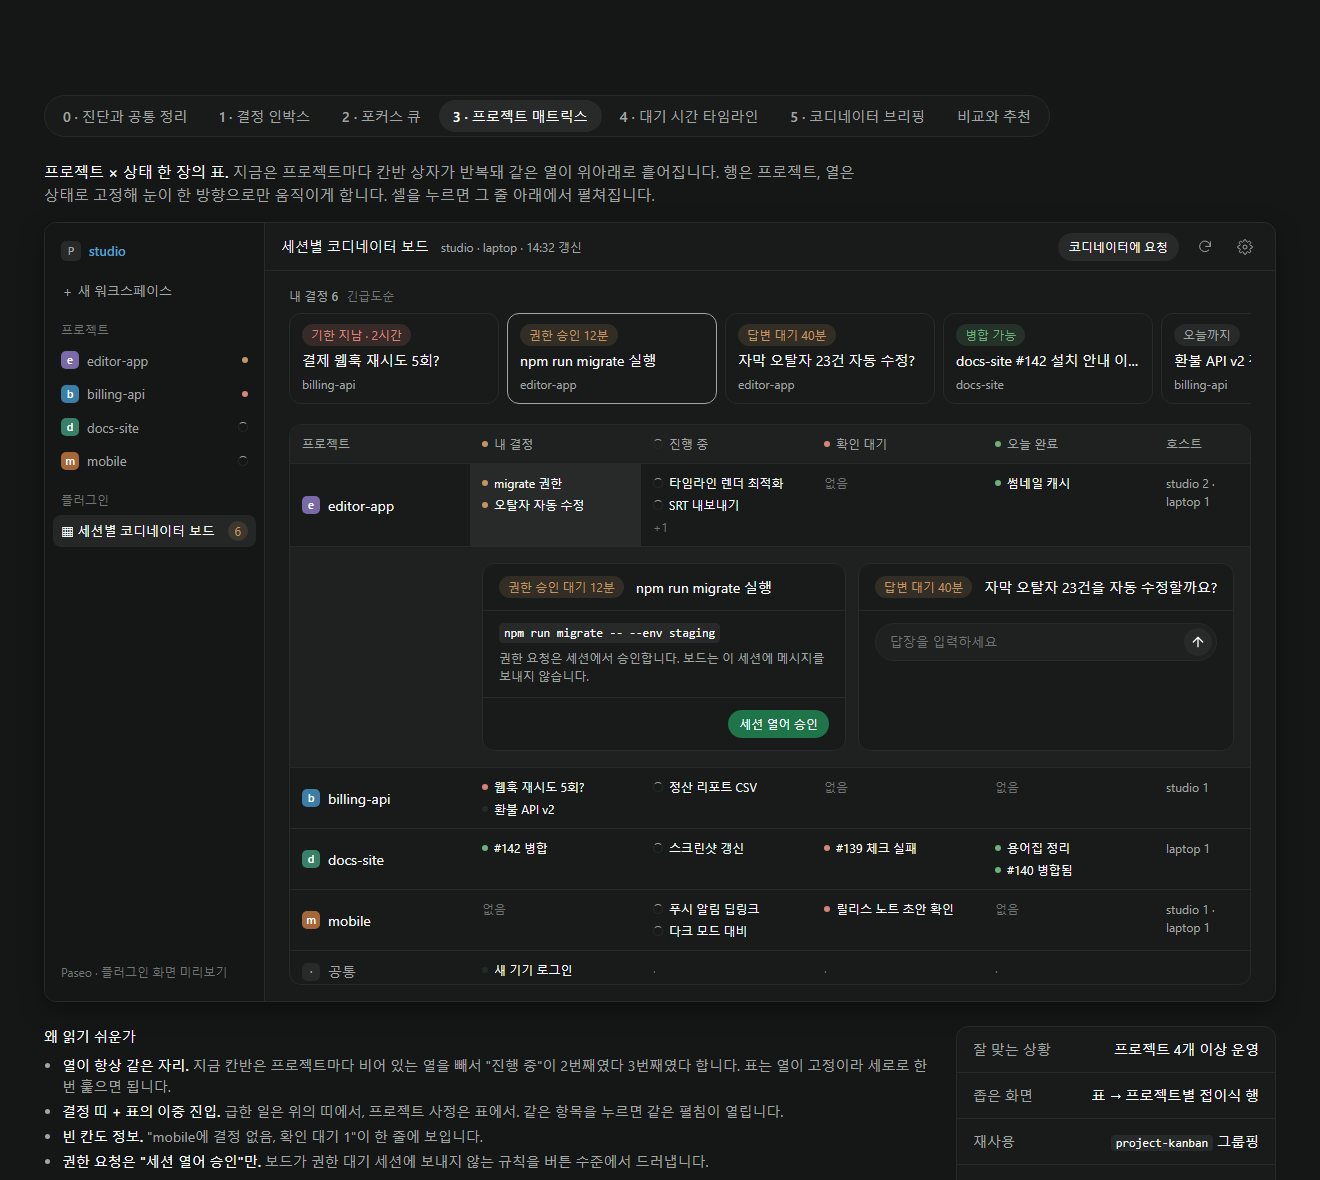 0 · 진단과 공통 정리
1 · 결정 인박스
2 · 포커스 큐
3 · 프로젝트 매트릭스
4 · 대기 시간 타임라인
5 · 코디네이터 브리핑
비교와 추천
프로젝트 × 상태 한 장의 표. 지금은 프로젝트마다 칸반 상자가 반복돼 같은 열이 위아래로 흩어집니다. 행은 프로젝트, 열은
상태로 고정해 눈이 한 방향으로만 움직이게 합니다. 셀을 누르면 그 줄 아래에서 펼쳐집니다.
P studio
+ 새 워크스페이스
프로젝트
e editor-app
b billing-api
d docs-site
m mobile
플러그인
세션별 코디네이터 보드 6
Paseo · 플러그인 화면 미리보기
세션별 코디네이터 보드 studio · laptop · 14:32 갱신
코디네이터에 요청
내 결정 6 긴급도순
기한 지남 · 2시간
결제 웹훅 재시도 5회?
billing-api
권한 승인 12분
npm run migrate 실행
editor-app
답변 대기 40분
자막 오탈자 23건 자동 수정?
editor-app
병합 가능
docs-site #142 설치 안내 이...
docs-site
오늘까지
환불 API v2
billing-api
프로젝트 내 결정 진행 중 확인 대기 오늘 완료 호스트
e editor-app
migrate 권한
오탈자 자동 수정
타임라인 렌더 최적화
SRT 내보내기
+1
없음
썸네일 캐시
studio 2 ·
laptop 1
권한 승인 대기 12분 npm run migrate 실행
npm run migrate -- --env staging
권한 요청은 세션에서 승인합니다. 보드는 이 세션에 메시지를
보내지 않습니다.
세션 열어 승인
답변 대기 40분 자막 오탈자 23건을 자동 수정할까요?
답장을 입력하세요
b billing-api
웹훅 재시도 5회?
환불 API v2
정산 리포트 CSV
없음
없음
studio 1
d docs-site
#142 병합
스크린샷 갱신
#139 체크 실패
용어집 정리
#140 병합됨
laptop 1
m mobile
없음
푸시 알림 딥링크
다크 모드 대비
릴리스 노트 초안 확인
없음
studio 1 ·
laptop 1
· 공통
새 기기 로그인
·
·
·
왜 읽기 쉬운가
• 열이 항상 같은 자리. 지금 칸반은 프로젝트마다 비어 있는 열을 빼서 "진행 중"이 2번째였다 3번째였다 합니다. 표는 열이 고정이라 세로로 한
번 훑으면 됩니다.
• 결정 띠 + 표의 이중 진입. 급한 일은 위의 띠에서, 프로젝트 사정은 표에서. 같은 항목을 누르면 같은 펼침이 열립니다.
• 빈 칸도 정보. "mobile에 결정 없음, 확인 대기 1"이 한 줄에 보입니다.
• 권한 요청은 "세션 열어 승인"만. 보드가 권한 대기 세션에 보내지 않는 규칙을 버튼 수준에서 드러냅니다.
잘 맞는 상황 프로젝트 4개 이상 운영
좁은 화면 표 → 프로젝트별 접이식 행
재사용 project-kanban 그룹핑